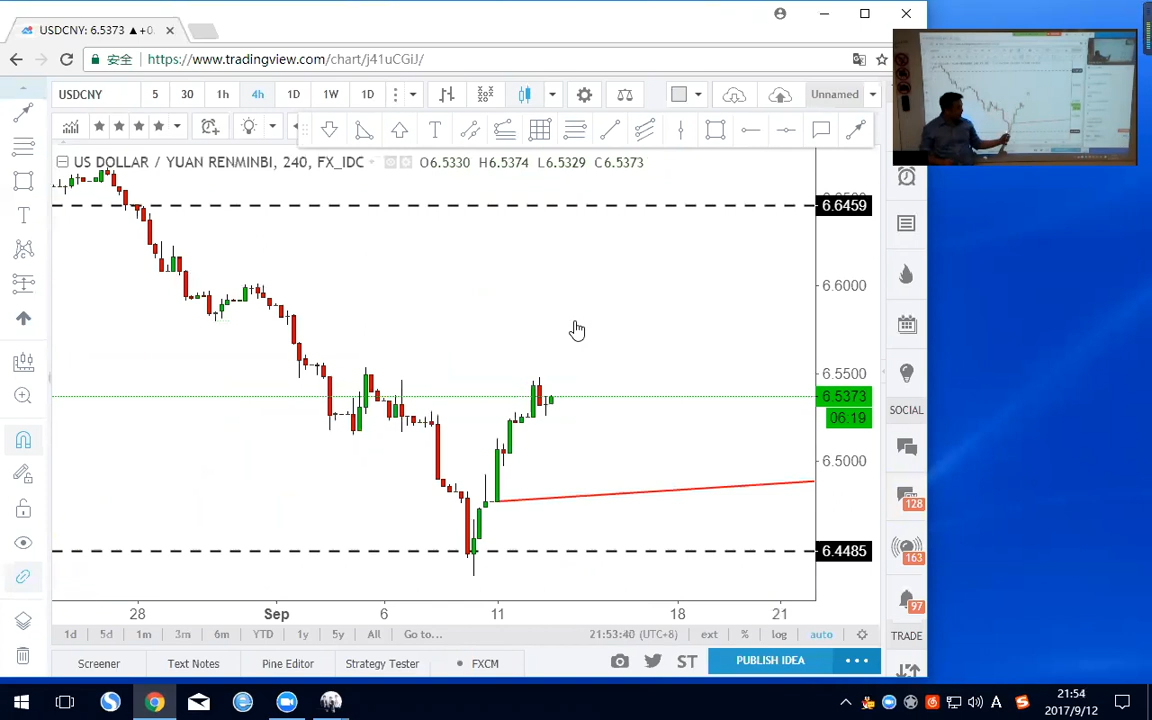 USDCNY: 6.5373 ▲+0
安全 https://www.tradingview.com/chart/j41uCGiJ/
USDCNY 5 30 1h 4h 1D 1W 1D Unnamed
US DOLLAR / YUAN RENMINBI, 240, FX_IDC O6.5330 H6.5374 L6.5329 C6.5373
6.6459
6.6000
6.5500
6.5373
06:19
6.5000
6.4485
28 Sep 6 11 18 21
1d 5d 1m 3m 6m YTD 1y 5y All Go to... 21:53:40 (UTC+8) ext % log auto
Screener Text Notes Pine Editor Strategy Tester FXCM ST PUBLISH IDEA
SOCIAL
128
163
97
TRADE
A
21:54
2017/9/12